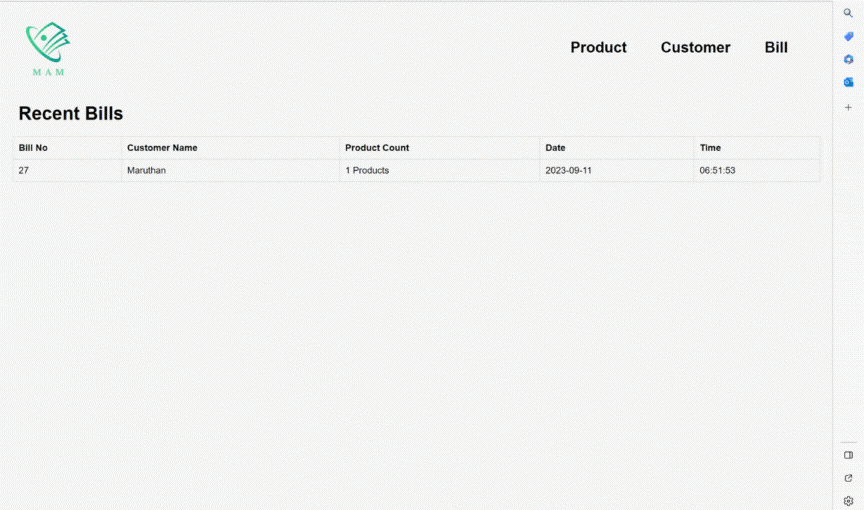 M A M
Product Customer Bill
Recent Bills
Bill No Customer Name Product Count Date Time
27 Maruthan 1 Products 2023-09-11 06:51:53